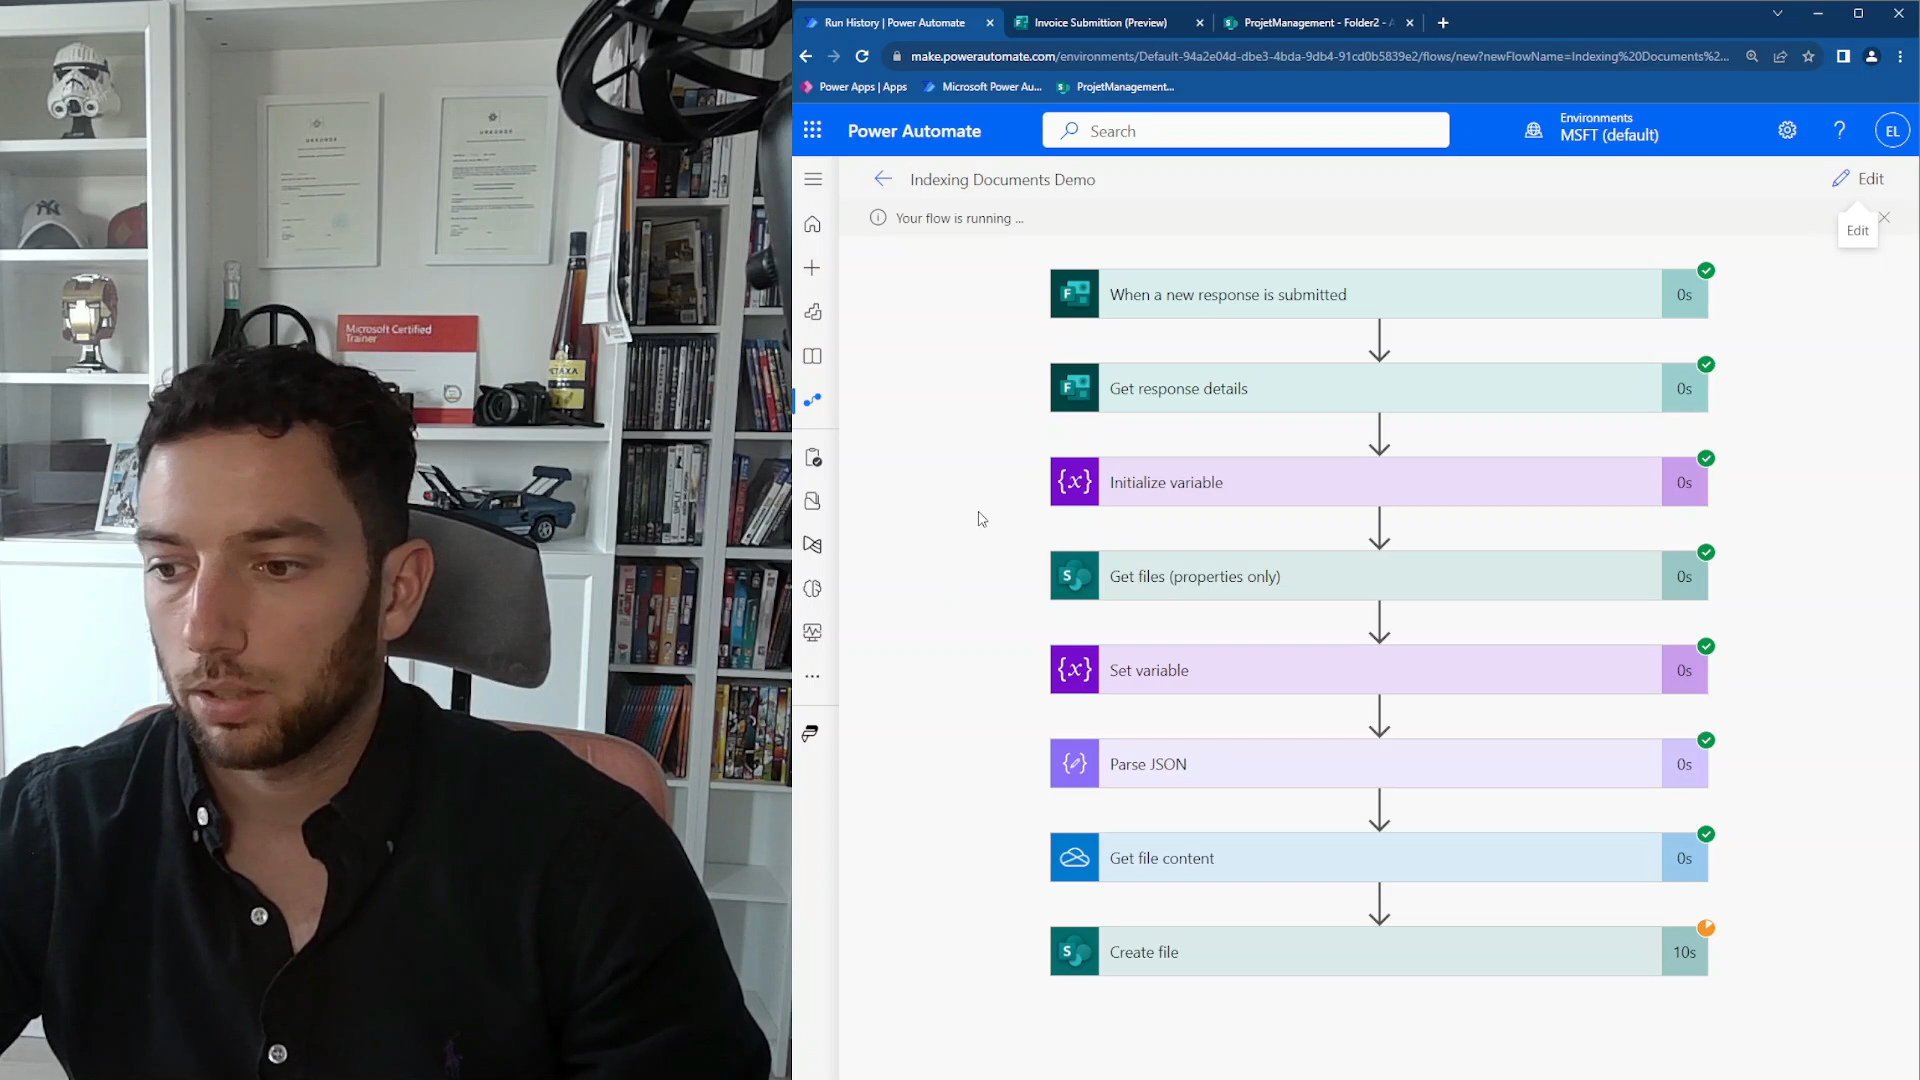 Run History | Power Automate
Invoice Submittion (Preview)
ProjetManagement - Folder2 - A
make.powerautomate.com/environments/Default-94a2e04d-dbe3-4bda-9db4-91cd0b5839e2/flows/new?newFlowName=Indexing%20Documents%2...
Power Apps | Apps
Microsoft Power Au...
ProjetManagement...
Power Automate
Search
Environments
MSFT (default)
EL
Indexing Documents Demo
Edit
Your flow is running ...
Edit
When a new response is submitted
0s
Get response details
0s
{x}
Initialize variable
0s
Get files (properties only)
0s
{x}
Set variable
0s
Parse JSON
0s
Get file content
0s
Create file
10s
Microsoft Certified
Trainer
URKUNDE
URKUNDE
METAXA